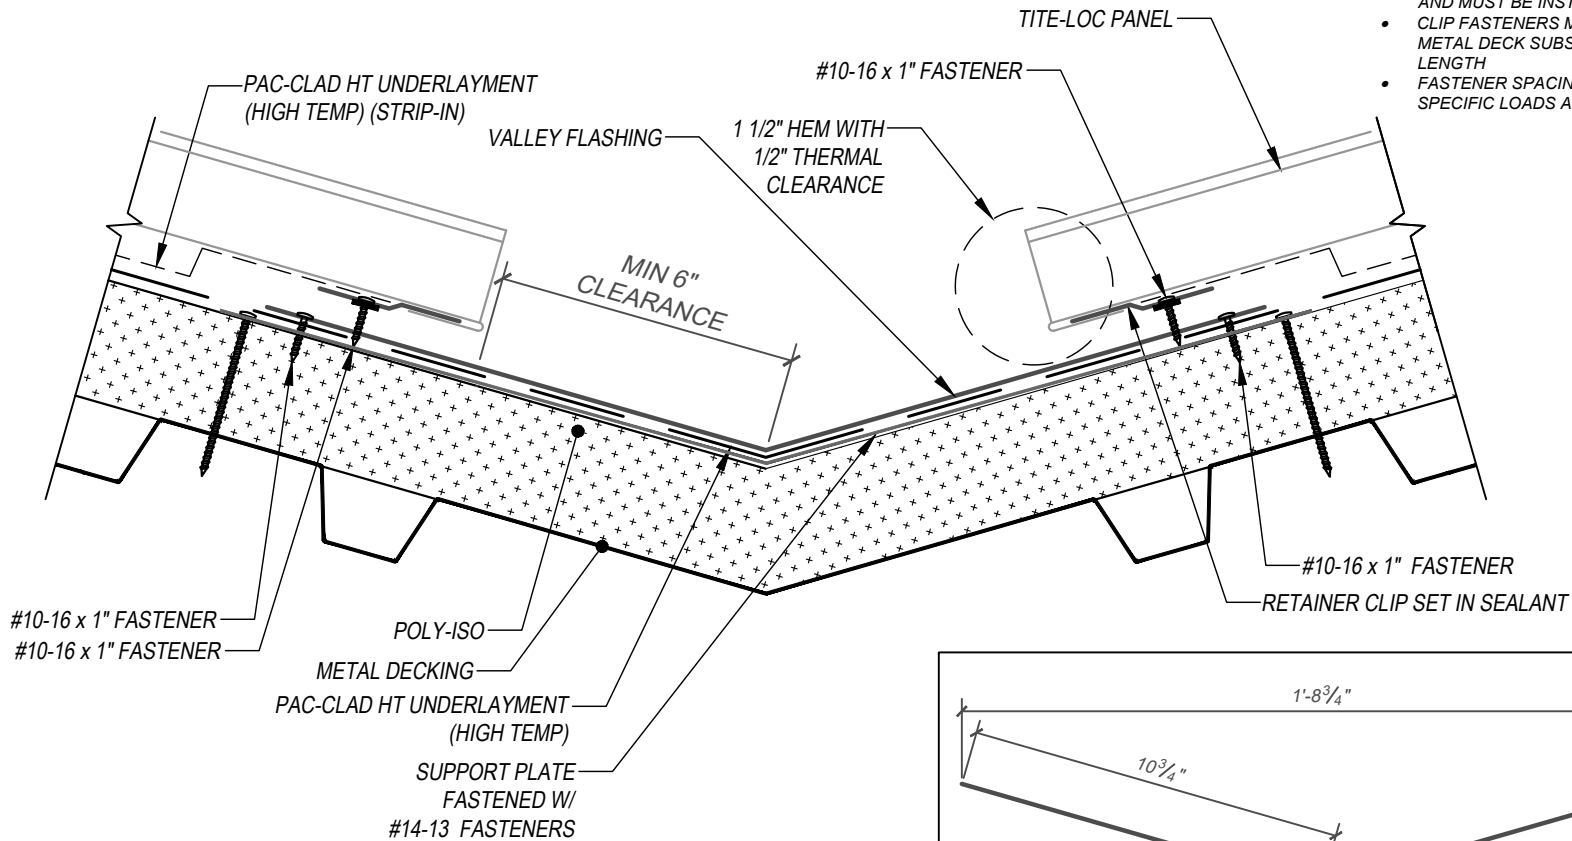 AND MUST BE INST
• CLIP FASTENERS M
METAL DECK SUBS
LENGTH
• FASTENER SPACIN
SPECIFIC LOADS A
TITE-LOC PANEL
#10-16 x 1" FASTENER
PAC-CLAD HT UNDERLAYMENT
(HIGH TEMP) (STRIP-IN)
VALLEY FLASHING
1 1/2" HEM WITH
1/2" THERMAL
CLEARANCE
MIN 6"
CLEARANCE
#10-16 x 1" FASTENER
#10-16 x 1" FASTENER
POLY-ISO
METAL DECKING
PAC-CLAD HT UNDERLAYMENT
(HIGH TEMP)
SUPPORT PLATE
FASTENED W/
#14-13 FASTENERS
#10-16 x 1" FASTENER
RETAINER CLIP SET IN SEALANT
1'-8¾"
10¾"